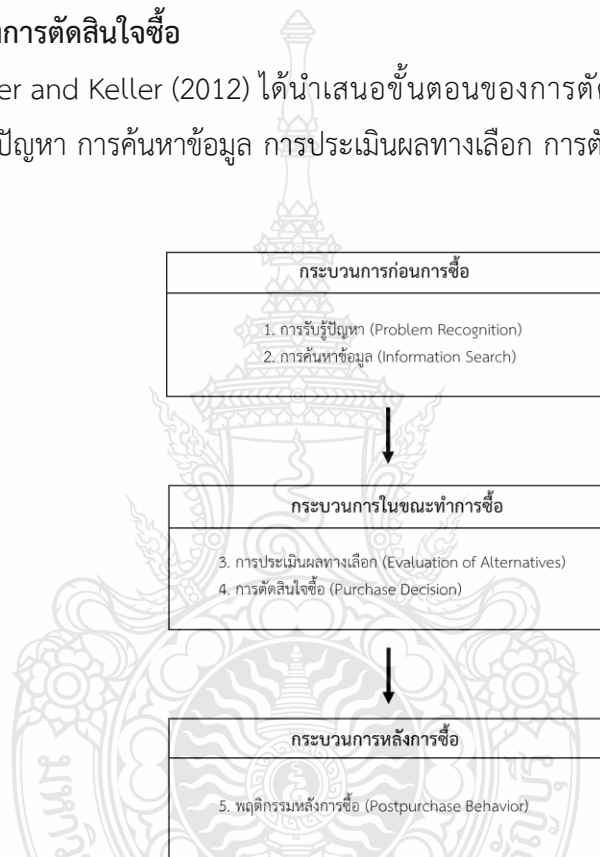 การตัดสินใจซื้อ
er and Keller (2012) ได้นำเสนอขั้นตอนของการตัด
ปัญหา การค้นหาข้อมูล การประเมินผลทางเลือก การตั
กระบวนการก่อนการซื้อ
1. การรับรู้ปัญหา (Problem Recognition)
2. การค้นหาข้อมูล (Information Search)
กระบวนการในขณะทำการซื้อ
3. การประเมินผลทางเลือก (Evaluation of Alternatives)
4. การตัดสินใจซื้อ (Purchase Decision)
กระบวนการหลังการซื้อ
5. พฤติกรรมหลังการซื้อ (Postpurchase Behavior)